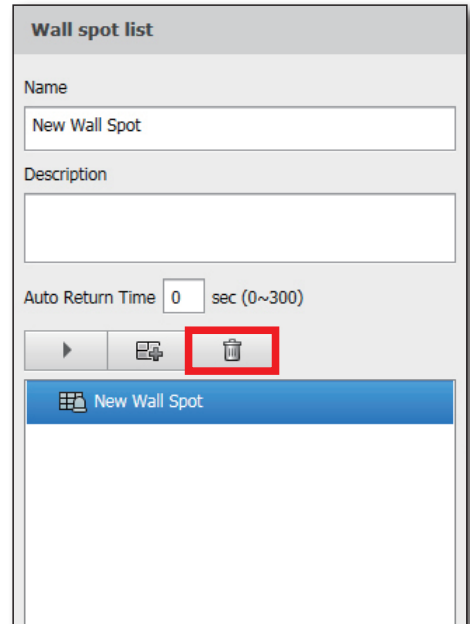 Wall spot list
Name
New Wall Spot
Description
Auto Return Time 0 sec (0~300)
New Wall Spot